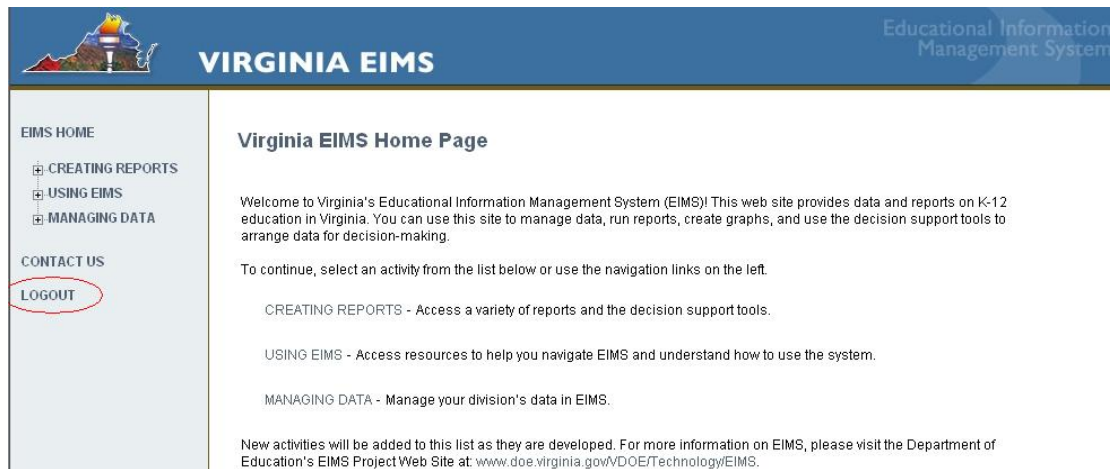 Educational Information
Management System
VIRGINIA EIMS
EIMS HOME
CREATING REPORTS
USING EIMS
MANAGING DATA
CONTACT US
LOGOUT
Virginia EIMS Home Page
Welcome to Virginia's Educational Information Management System (EIMS)! This web site provides data and reports on K-12
education in Virginia. You can use this site to manage data, run reports, create graphs, and use the decision support tools to
arrange data for decision-making.
To continue, select an activity from the list below or use the navigation links on the left.
CREATING REPORTS - Access a variety of reports and the decision support tools.
USING EIMS - Access resources to help you navigate EIMS and understand how to use the system.
MANAGING DATA - Manage your division's data in EIMS.
New activities will be added to this list as they are developed. For more information on EIMS, please visit the Department of
Education's EIMS Project Web Site at: www.doe.virginia.gov/VDOE/Technology/EIMS.